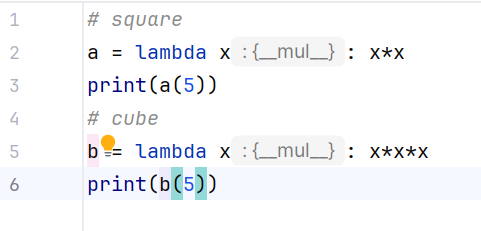 1 # square
2 a = lambda x : {__mul__} : x*x
3 print(a(5))
4 # cube
5 b = lambda x : {__mul__} : x*x*x
6 print(b(5))